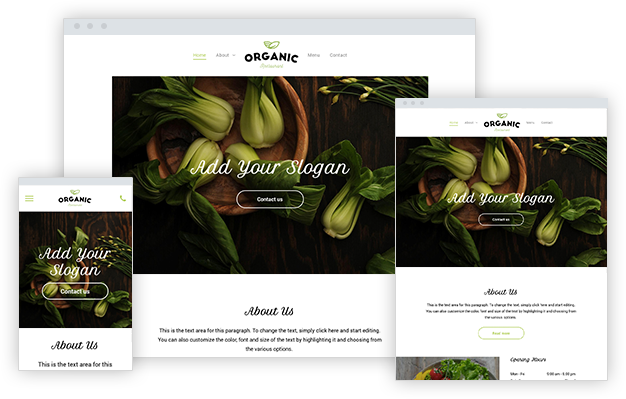 Home About Menu Contact
ORGANIC
Restaurant
Add Your Slogan
Contact us
About Us
This is the text area for this paragraph. To change the text, simply click here and start editing.
You can also customize the color, font and size of the text by highlighting it and choosing from
the various options.
ORGANIC
Add Your
Slogan
Contact us
About Us
This is the text area for this
Home About Menu Contact
ORGANIC
Add Your Slogan
Contact us
About Us
This is the text area for this paragraph. To change the text, simply click here and start editing.
You can also customize the color, font and size of the text by highlighting it and choosing from
the various options.
Read more
Opening Hours
Mon - Fri 9:00 am - 5:00 pm